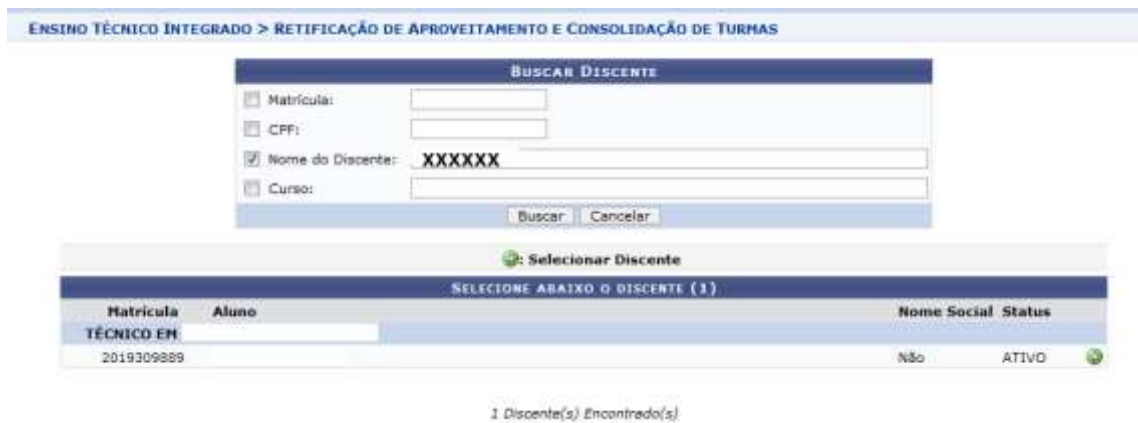 ENSINO TÉCNICO INTEGRADO > RETIFICAÇÃO DE APROVEITAMENTO E CONSOLIDAÇÃO DE TURMAS
BUSCAR DISCENTE
Matrícula:
CPF:
Nome do Discente: XXXXXX
Curso:
Buscar Cancelar
: Selecionar Discente
SELECIONE ABAIXO O DISCENTE (1)
Matrícula Aluno Nome Social Status
TÉCNICO EM
2019309889 Não ATIVO
1 Discente(s) Encontrado(s)